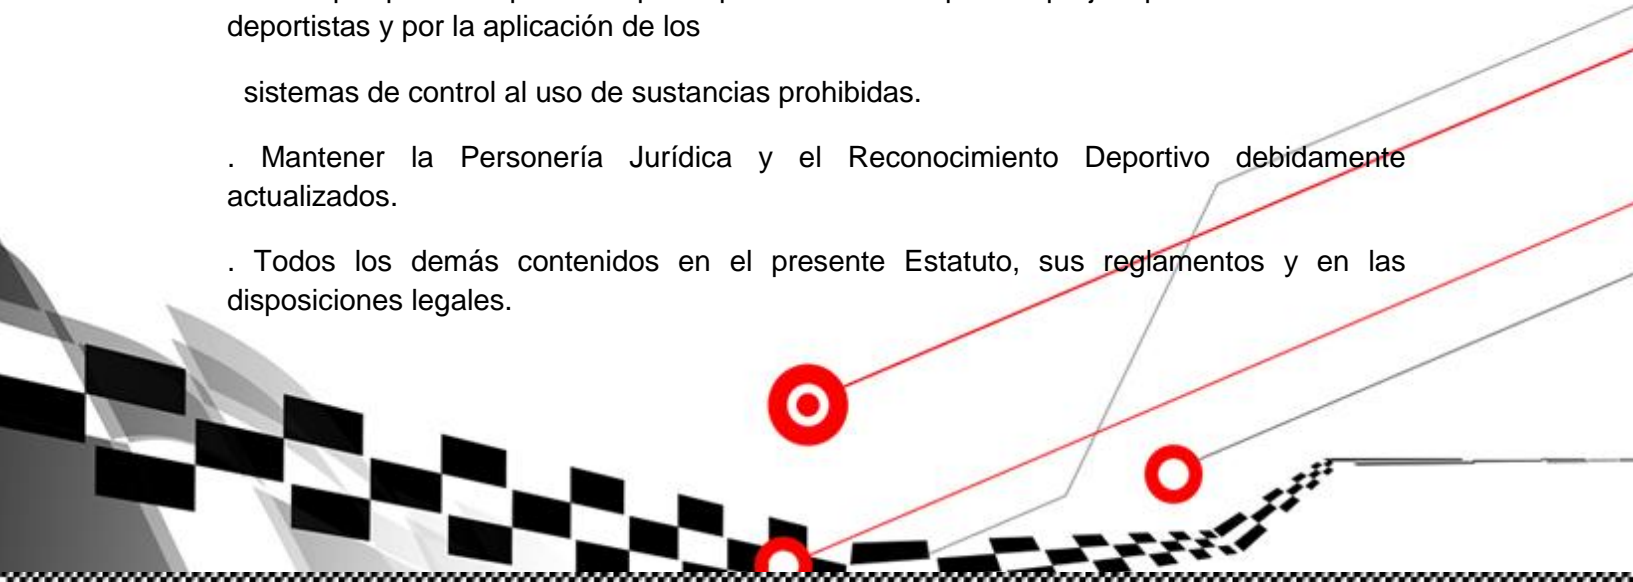 deportistas y por la aplicación de los
sistemas de control al uso de sustancias prohibidas.
. Mantener la Personería Jurídica y el Reconocimiento Deportivo debidamente
actualizados.
. Todos los demás contenidos en el presente Estatuto, sus reglamentos y en las
disposiciones legales.